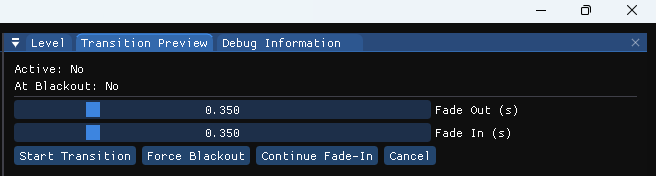 Level Transition Preview Debug Information
Active: No
At Blackout: No
0.350 Fade Out (s)
0.350 Fade In (s)
Start Transition Force Blackout Continue Fade-In Cancel